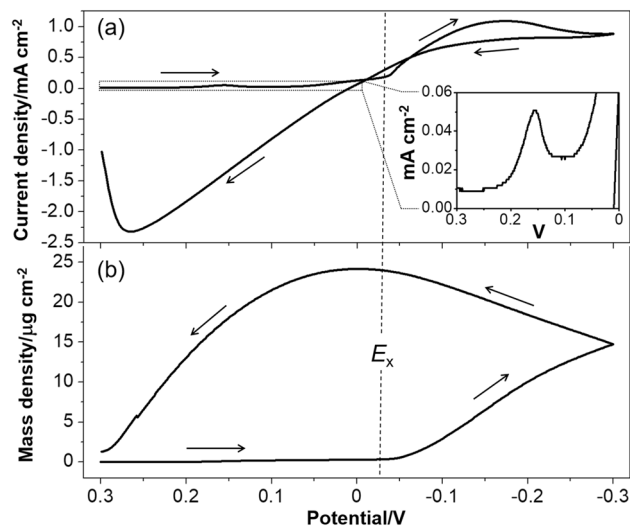 (a)
Current density/mA cm-2
1.0
0.5
0.0
-0.5
-1.0
-1.5
-2.0
-2.5
mA cm-2
0.06
0.04
0.02
0.00
0.3 0.2 0.1 0
V
(b)
Mass density/μg cm-2
25
20
15
10
5
0
Ex
0.3 0.2 0.1 0 -0.1 -0.2 -0.3
Potential/V